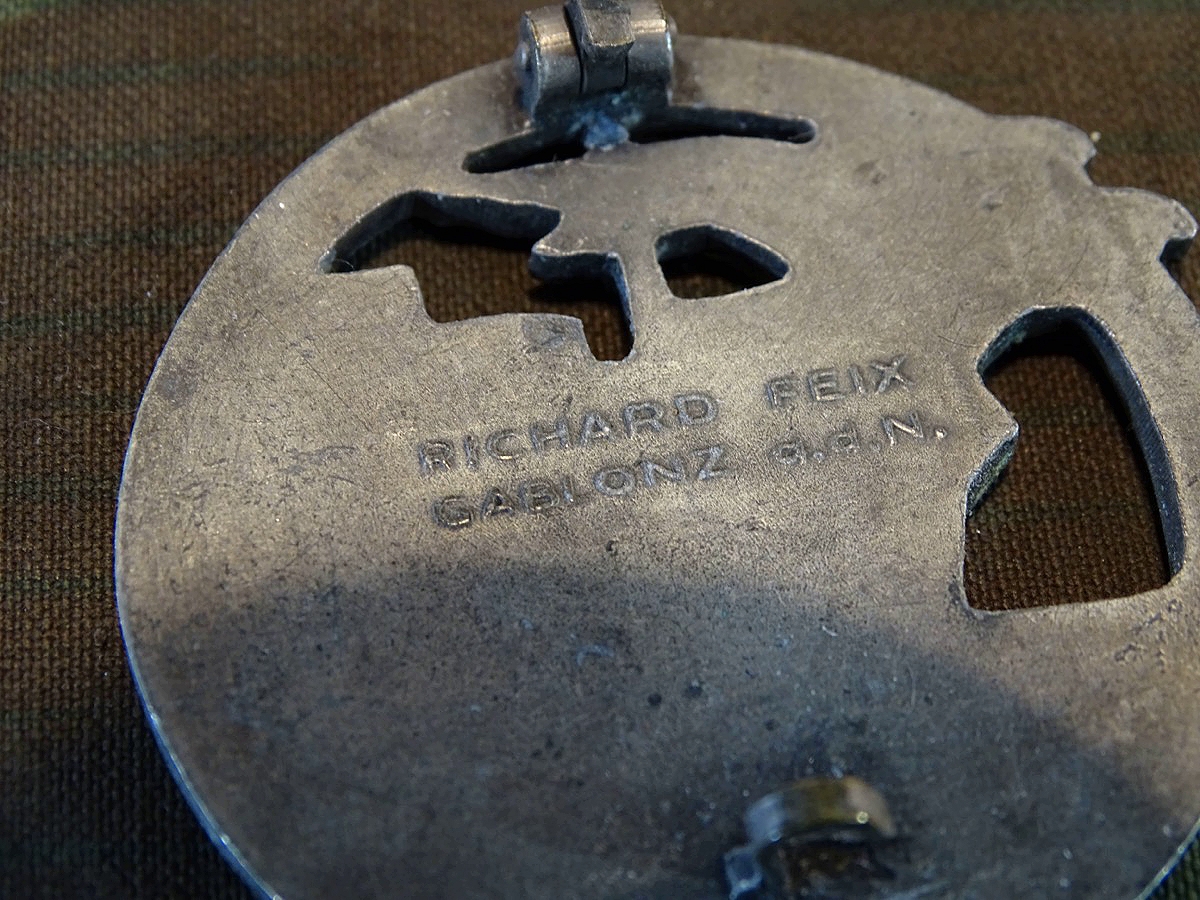 RICHARD FEIX
GABLONZ a.d.N.